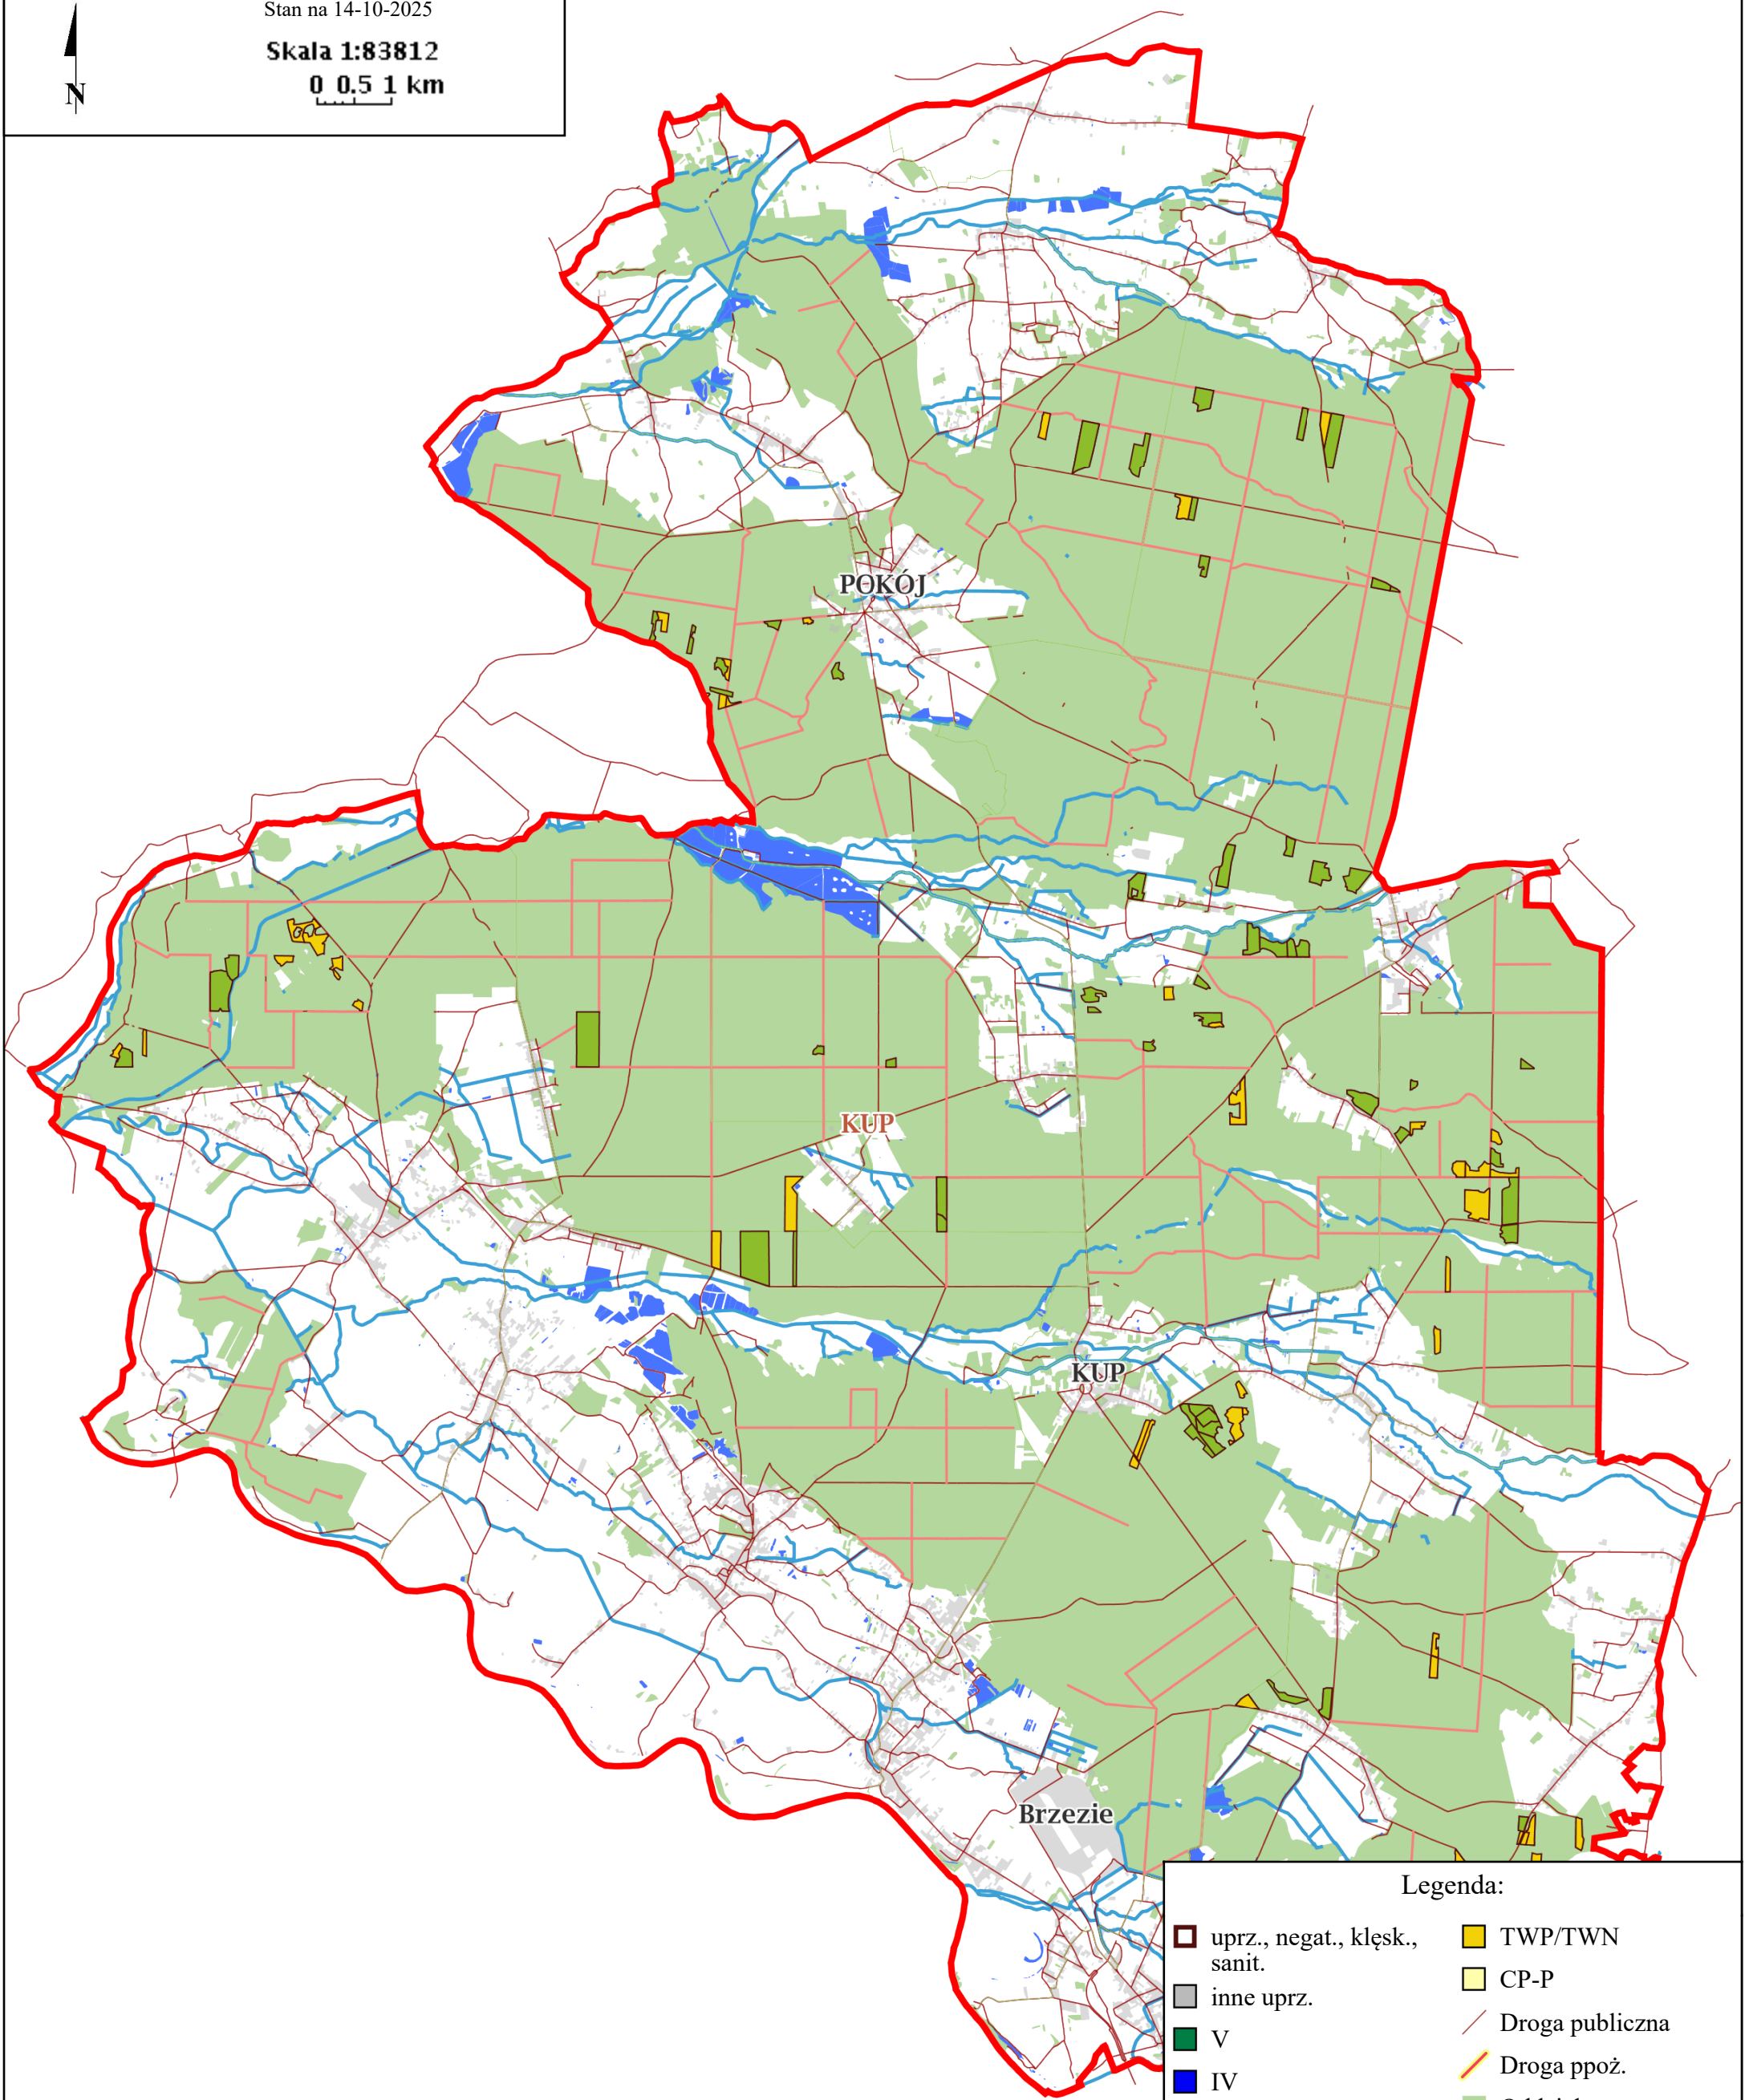 Stan na 14-10-2025
Skala 1:83812
0 0.5 1 km
N
POKÓJ
KUP
KUP
Brzezie
Legenda:
uprz., negat., klęsk.,
sanit.
inne uprz.
V
IV
TWP/TWN
CP-P
Droga publiczna
Droga ppoż.